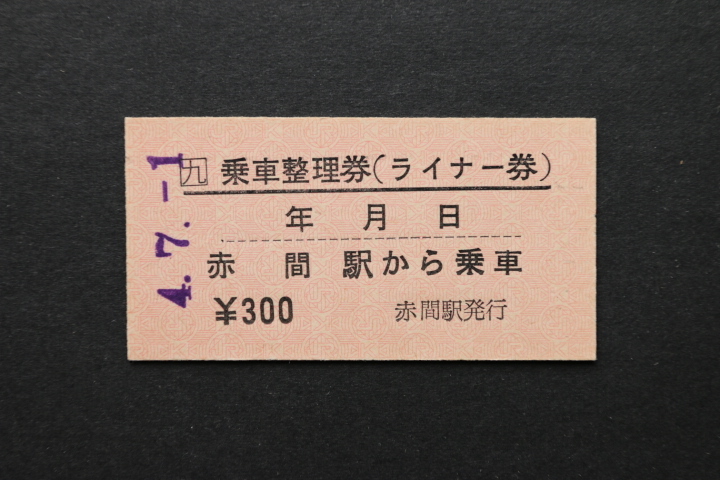 4.7.-1
九 乗車整理券(ライナー券)
年 月 日
赤 間 駅から乗車
¥300 赤間駅発行